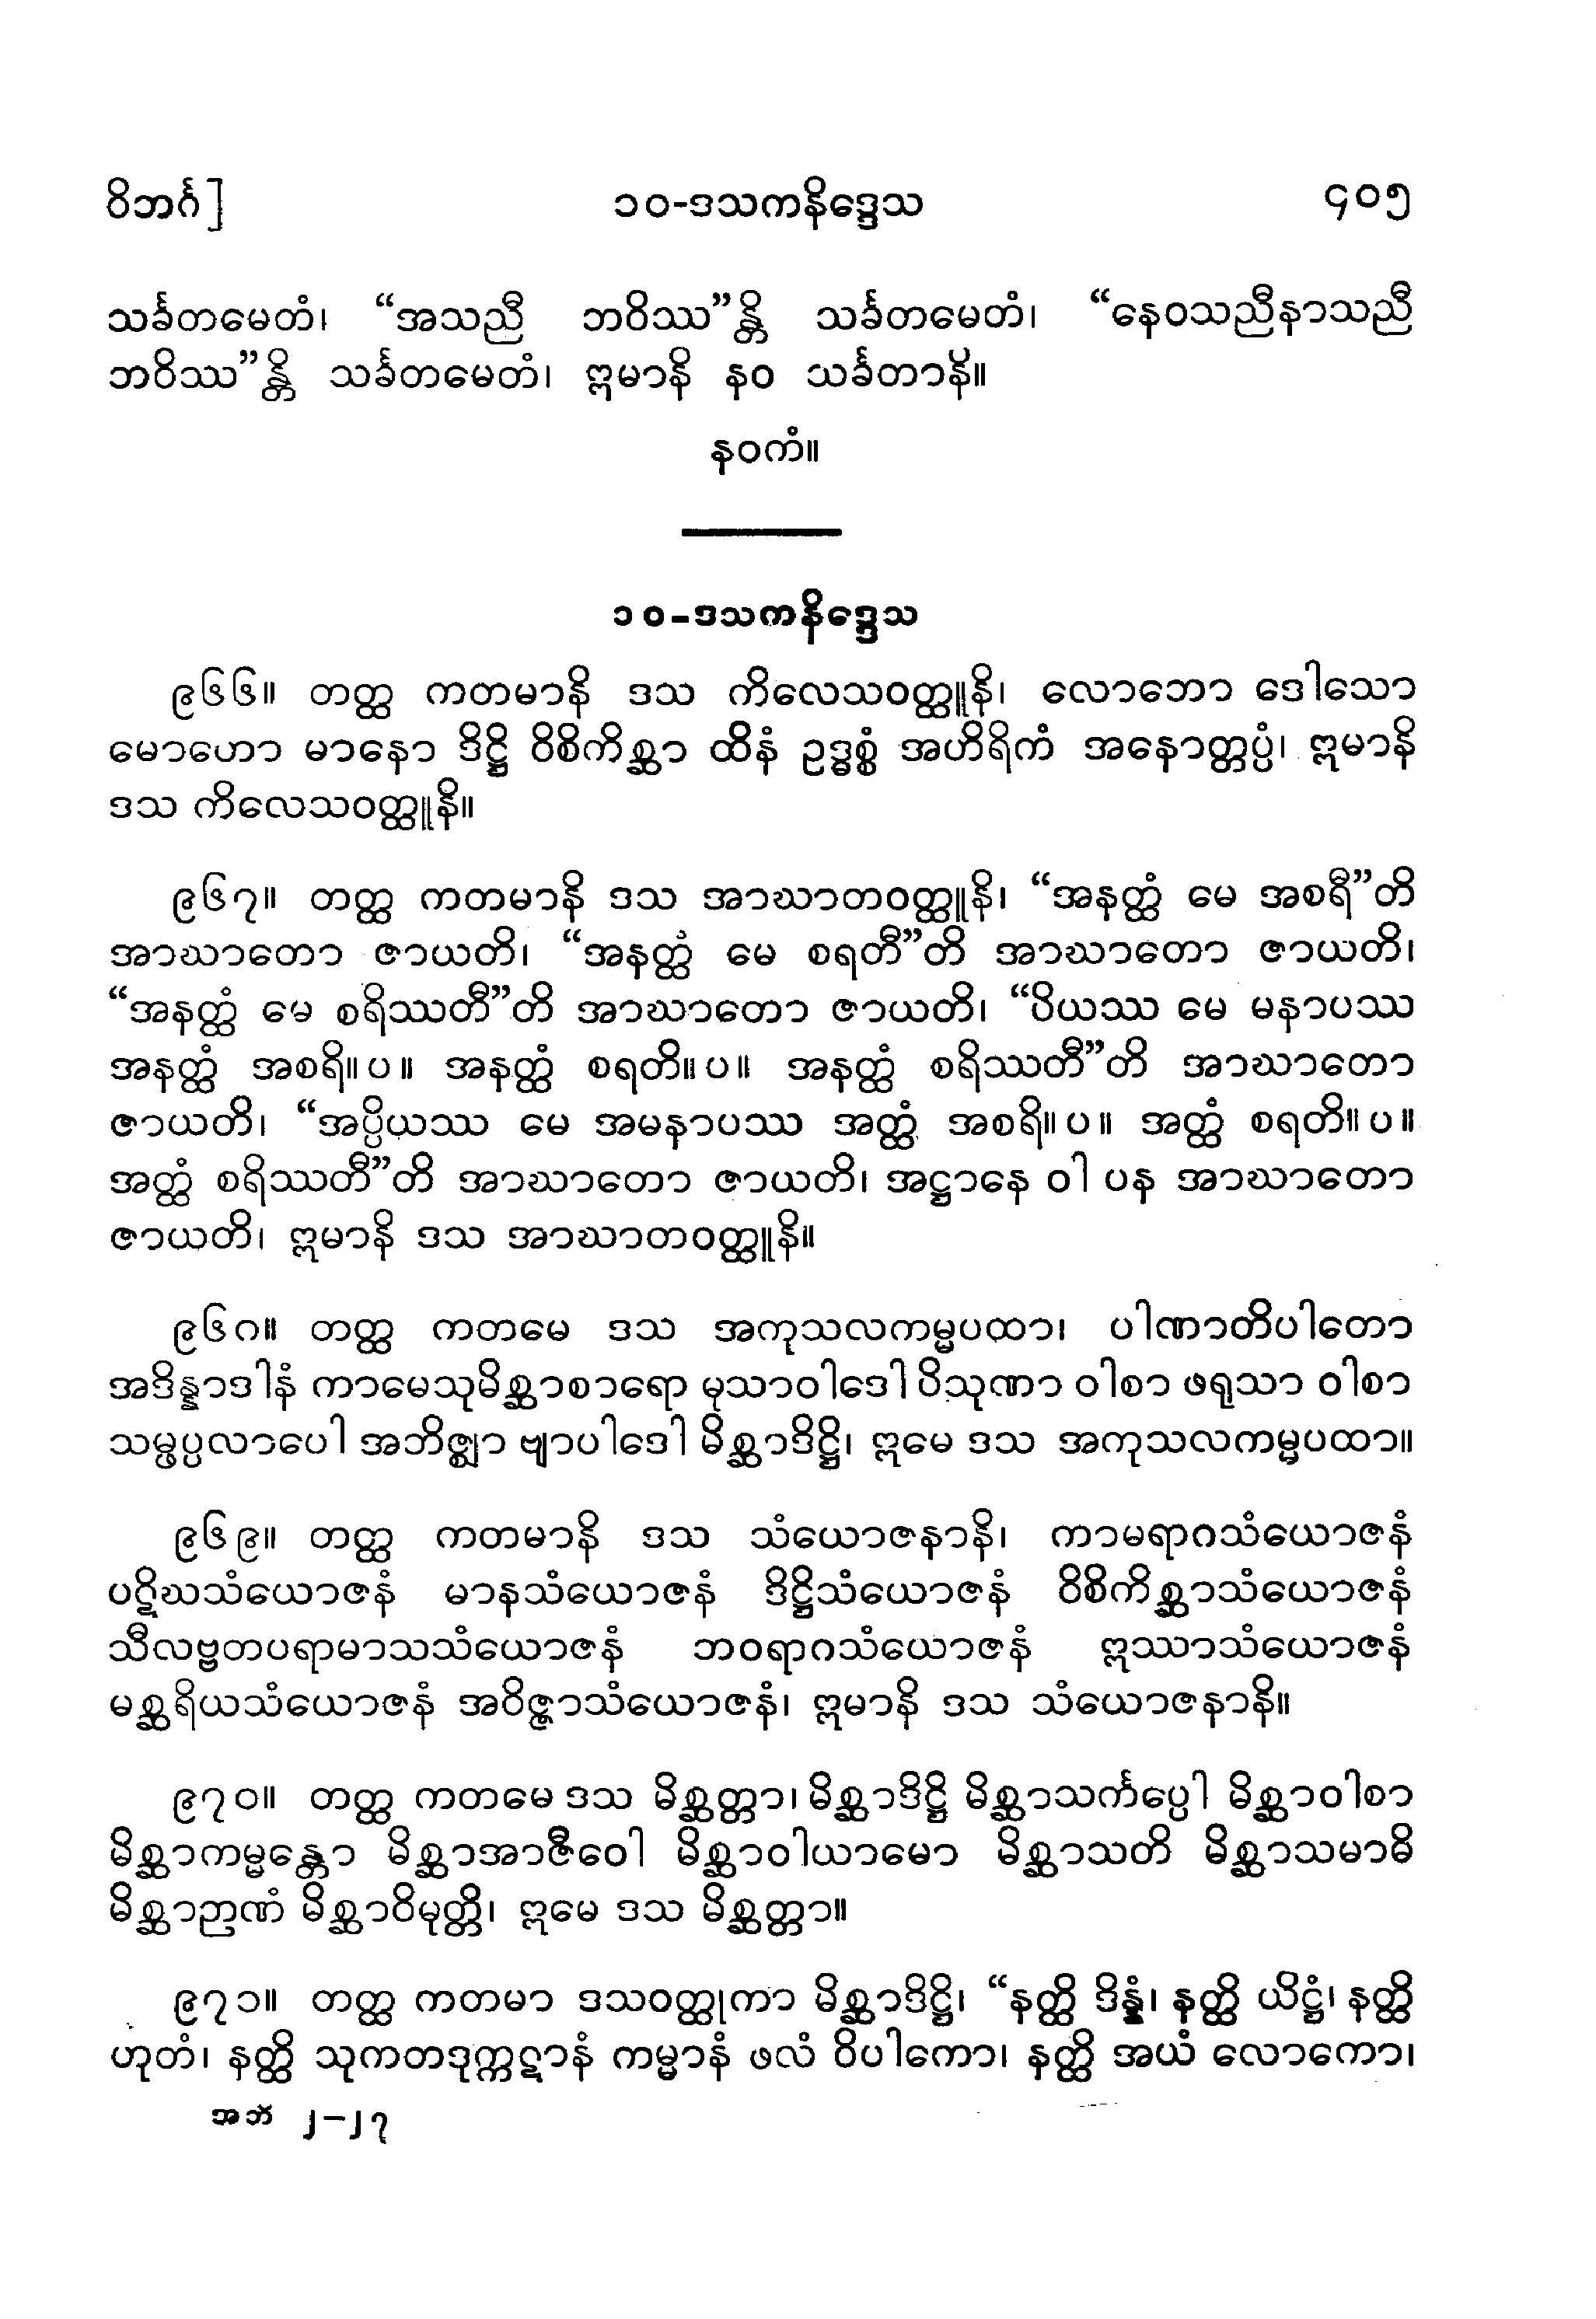 ဝိဘင်္ဂ]
၁၀-ဒသကနိဒ္ဒေသ
၄၀၅
သင်္ခတမေတံ၊ “အသညီ ဘဝိဿ”န္တိ သင်္ခတမေတံ၊ “နေဝသညီနာသညီ
ဘဝိဿ”န္တိ သင်္ခတမေတံ၊ ဣမာနိ နဝ သင်္ခတာနိ။
နဝကံ။
၁၀-ဒသကနိဒ္ဒေသ
၉၆၆။ တတ္ထ ကတမာနိ ဒသ ကိလေသဝတ္ထူနိ၊ လောဘော ဒေါသော
မောဟော မာနော ဒိဋ္ဌိ ဝိစိကိစ္ဆာ ထိနံ ဥဒ္ဓစ္စံ အဟိရိကံ အနောတ္တပ္ပံ၊ ဣမာနိ
ဒသ ကိလေသဝတ္ထူနိ။
၉၆၇။ တတ္ထ ကတမာနိ ဒသ အာဃာတဝတ္ထူနိ၊ “အနတ္ထံ မေ အစရီ”တိ
အာဃာတော ဇာယတိ၊ “အနတ္ထံ မေ စရတီ”တိ အာဃာတော ဇာယတိ၊
“အနတ္ထံ မေ စရိဿတီ”တိ အာဃာတော ဇာယတိ၊ “ပိယဿ မေ မနာပဿ
အနတ္ထံ အစရိ။ ပ။ အနတ္ထံ စရတိ။ ပ။ အနတ္ထံ စရိဿတီ”တိ အာဃာတော
ဇာယတိ၊ “အပ္ပိယဿ မေ အမနာပဿ အတ္ထံ အစရိ။ ပ။ အတ္ထံ စရတိ။ ပ။
အတ္ထံ စရိဿတီ”တိ အာဃာတော ဇာယတိ၊ အဋ္ဌာနေ ဝါ ပန အာဃာတော
ဇာယတိ၊ ဣမာနိ ဒသ အာဃာတဝတ္ထူနိ။
၉၆၈။ တတ္ထ ကတမေ ဒသ အကုသလကမ္မပထာ၊ ပါဏာတိပါတော
အဒိန္နာဒါနံ ကာမေသုမိစ္ဆာစာရော မုသာဝါဒေါ ပိသုဏာ ဝါစာ ဖရုသာ ဝါစာ
သမ္ဖပ္ပလာပေါ အဘိဇ္ဈာ ဗျာပါဒေါ မိစ္ဆာဒိဋ္ဌိ၊ ဣမေ ဒသ အကုသလကမ္မပထာ။
၉၆၉။ တတ္ထ ကတမာနိ ဒသ သံယောဇနာနိ၊ ကာမရာဂသံယောဇနံ
ပဋိဃသံယောဇနံ မာနသံယောဇနံ ဒိဋ္ဌိသံယောဇနံ ဝိစိကိစ္ဆာသံယောဇနံ
သီလဗ္ဗတပရာမာသသံယောဇနံ ဘဝရာဂသံယောဇနံ ဣဿာသံယောဇနံ
မစ္ဆရိယသံယောဇနံ အဝိဇ္ဇာသံယောဇနံ၊ ဣမာနိ ဒသ သံယောဇနာနိ။
၉၇၀။ တတ္ထ ကတမေ ဒသ မိစ္ဆတ္တာ၊ မိစ္ဆာဒိဋ္ဌိ မိစ္ဆာသင်္ကပ္ပေါ မိစ္ဆာဝါစာ
မိစ္ဆာကမ္မန္တော မိစ္ဆာအာဇီဝေါ မိစ္ဆာဝါယာမော မိစ္ဆာသတိ မိစ္ဆာသမာဓိ
မိစ္ဆာဉာဏံ မိစ္ဆာဝိမုတ္တိ၊ ဣမေ ဒသ မိစ္ဆတ္တာ။
၉၇၁။ တတ္ထ ကတမာ ဒသဝတ္ထုကာ မိစ္ဆာဒိဋ္ဌိ၊ “နတ္ထိ ဒိန္နံ၊ နတ္ထိ ယိဋ္ဌံ၊ နတ္ထိ
ဟုတံ၊ နတ္ထိ သုကတဒုက္ကဋာနံ ကမ္မာနံ ဖလံ ဝိပါကော၊ နတ္ထိ အယံ လောကော၊
အဘိ ၂-၂၇